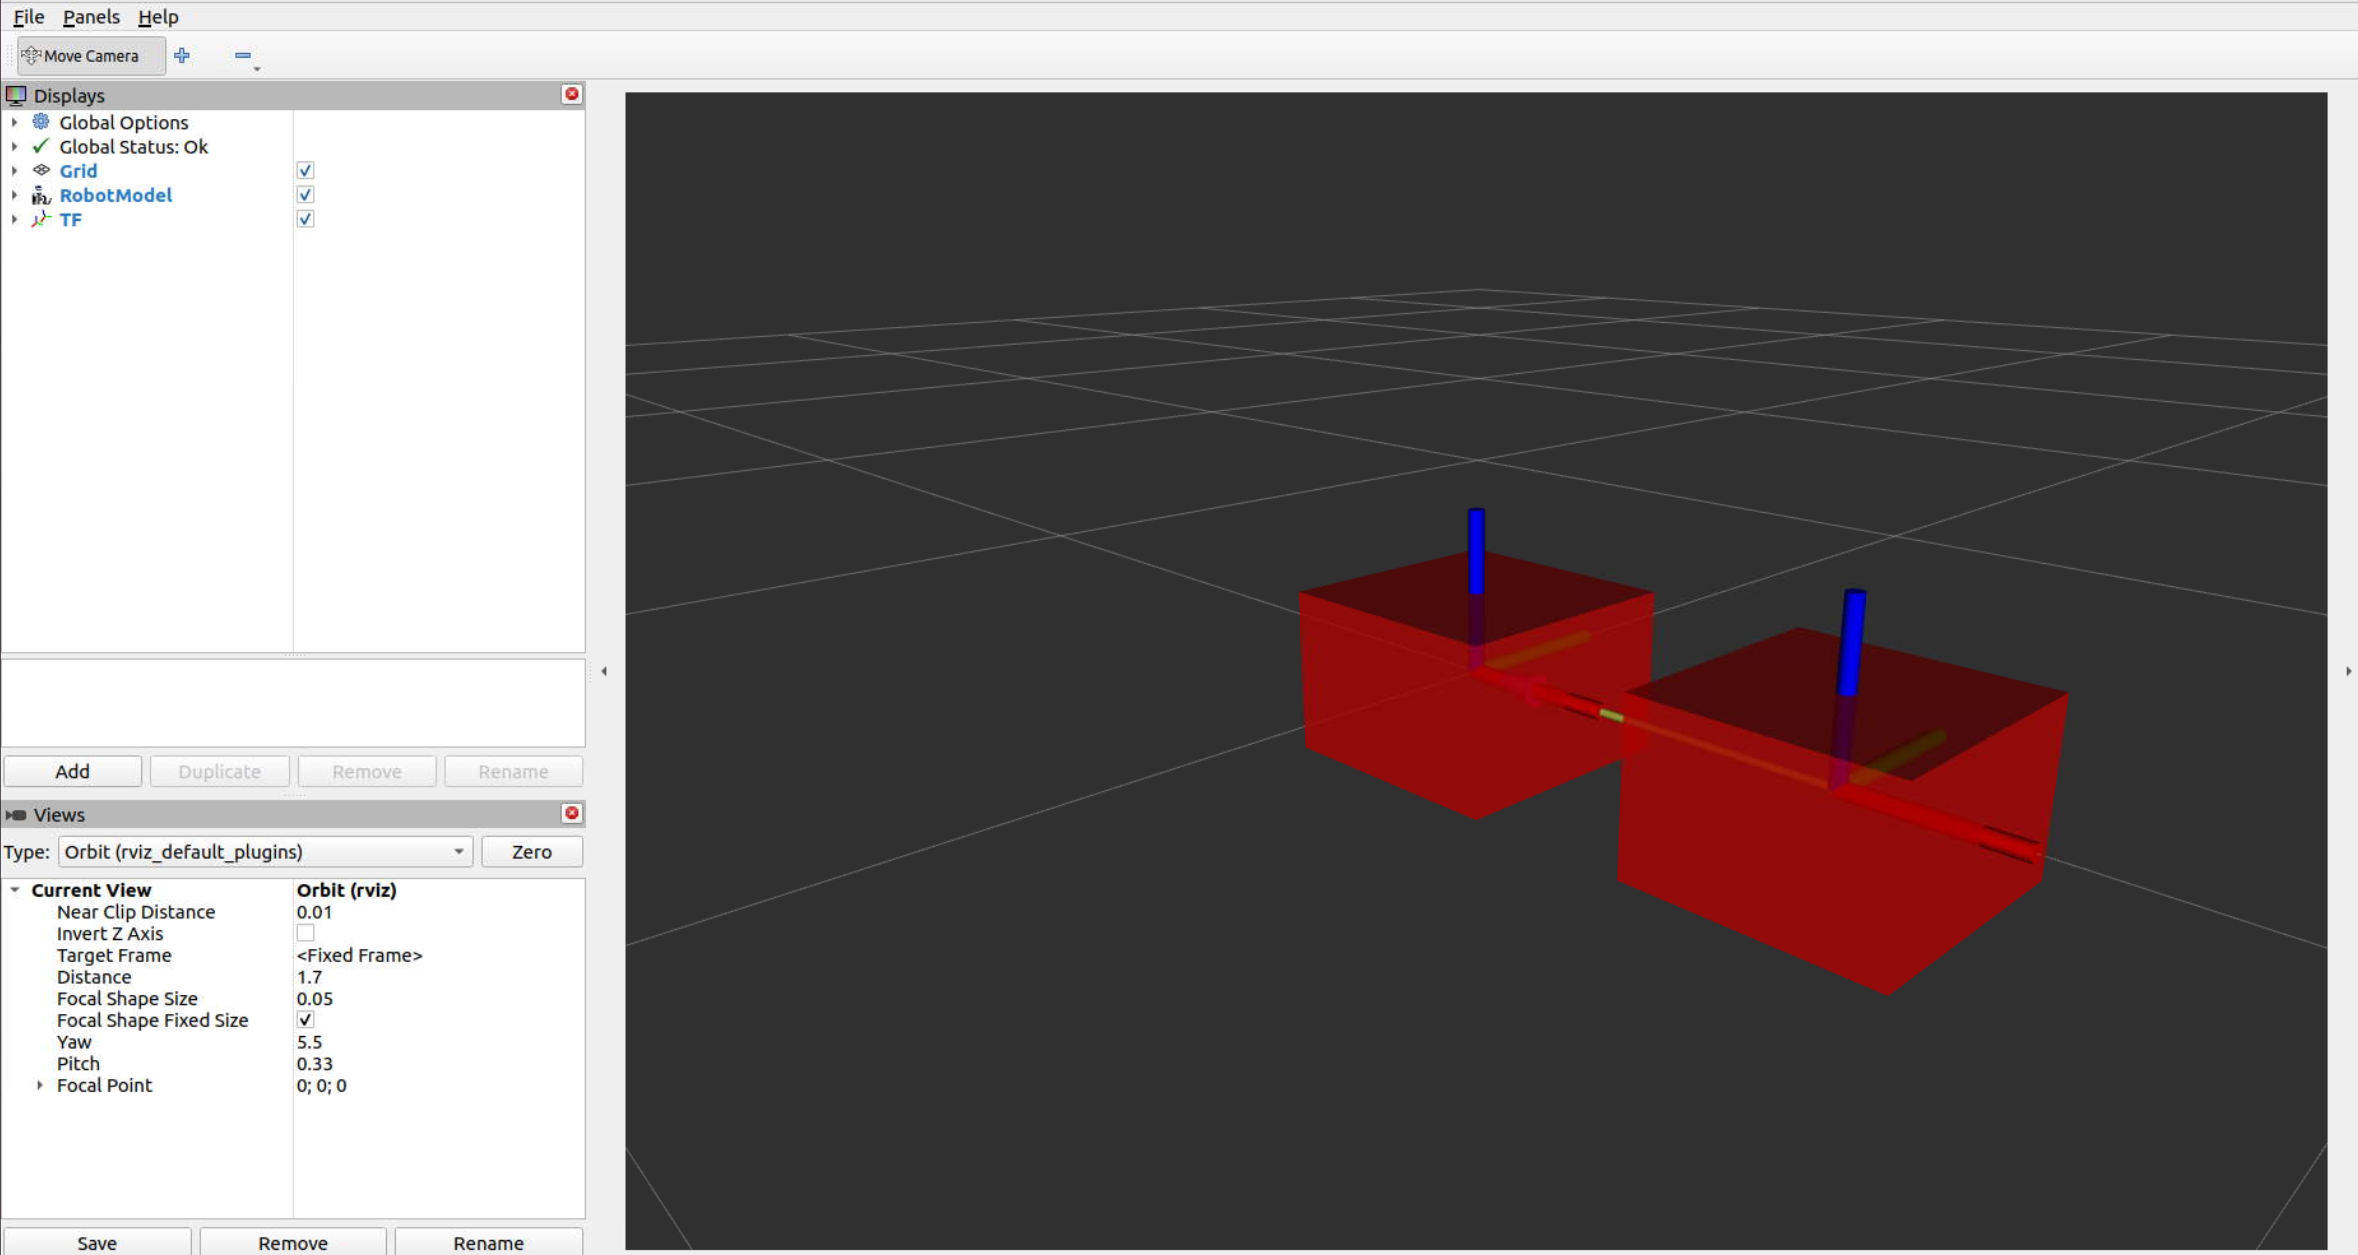 File Panels Help
Move Camera
Displays
Global Options
Global Status: Ok
Grid
RobotModel
TF
Add Duplicate Remove Rename
Views
Type: Orbit (rviz_default_plugins) Zero
Current View Orbit (rviz)
Near Clip Distance 0.01
Invert Z Axis
Target Frame <Fixed Frame>
Distance 1.7
Focal Shape Size 0.05
Focal Shape Fixed Size
Yaw 5.5
Pitch 0.33
Focal Point 0; 0; 0
Save Remove Rename